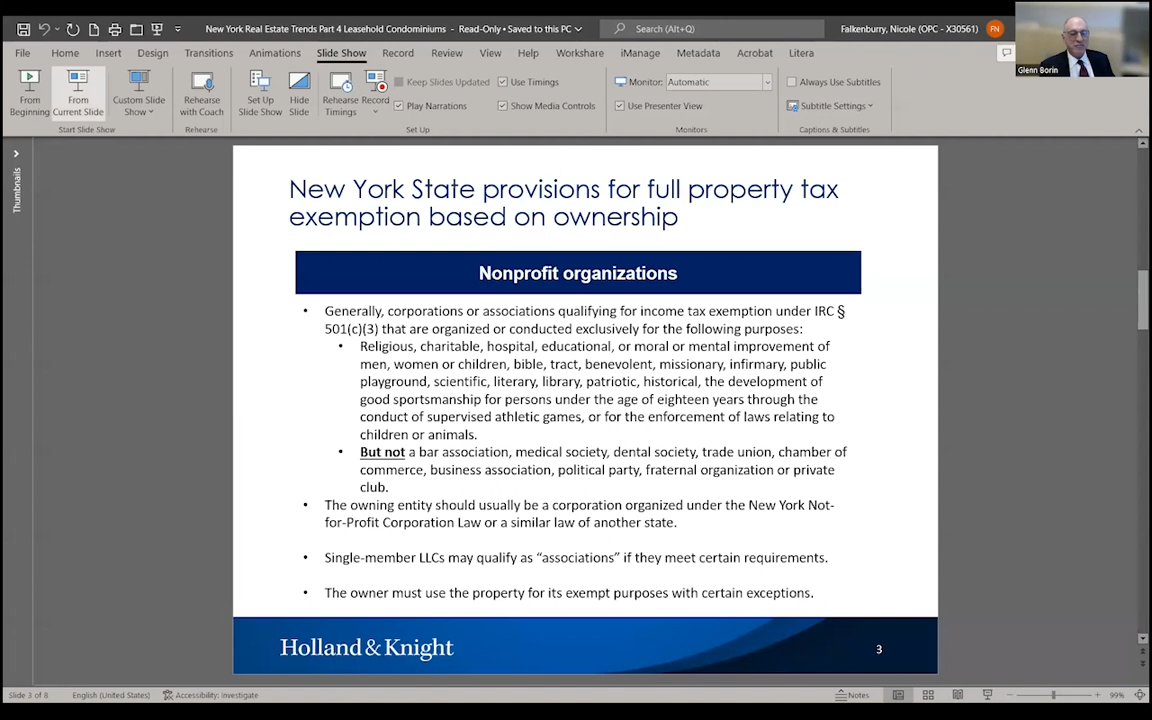 New York Real Estate Trends Part 4 Leasehold Condominiums - Read-Only • Saved to this PC
Search (Alt+Q)
Falkenburry, Nicole (OPC - X30561)
FN
File Home Insert Design Transitions Animations Slide Show Record Review View Help Workshare iManage Metadata Acrobat Litera
Glenn Borin
From Beginning
From Current Slide
Custom Slide Show
Start Slide Show
Rehearse with Coach
Rehearse
Set Up Slide Show
Hide Slide
Rehearse Timings
Record
Keep Slides Updated
Use Timings
Play Narrations
Show Media Controls
Set Up
Monitor: Automatic
Use Presenter View
Monitors
Always Use Subtitles
Subtitle Settings
Captions & Subtitles
Thumbnails
New York State provisions for full property tax
exemption based on ownership
Nonprofit organizations
• Generally, corporations or associations qualifying for income tax exemption under IRC §
501(c)(3) that are organized or conducted exclusively for the following purposes:
• Religious, charitable, hospital, educational, or moral or mental improvement of
men, women or children, bible, tract, benevolent, missionary, infirmary, public
playground, scientific, literary, library, patriotic, historical, the development of
good sportsmanship for persons under the age of eighteen years through the
conduct of supervised athletic games, or for the enforcement of laws relating to
children or animals.
• But not a bar association, medical society, dental society, trade union, chamber of
commerce, business association, political party, fraternal organization or private
club.
• The owning entity should usually be a corporation organized under the New York Not-
for-Profit Corporation Law or a similar law of another state.
• Single-member LLCs may qualify as “associations” if they meet certain requirements.
• The owner must use the property for its exempt purposes with certain exceptions.
Holland & Knight
3
Slide 3 of 8
English (United States)
Accessibility: Investigate
Notes
99%